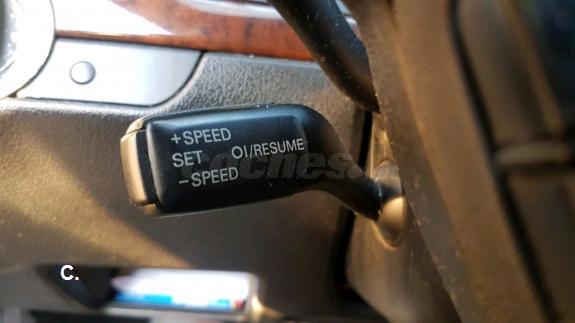 +SPEED
SET OI/RESUME
−SPEED
coches.
C.